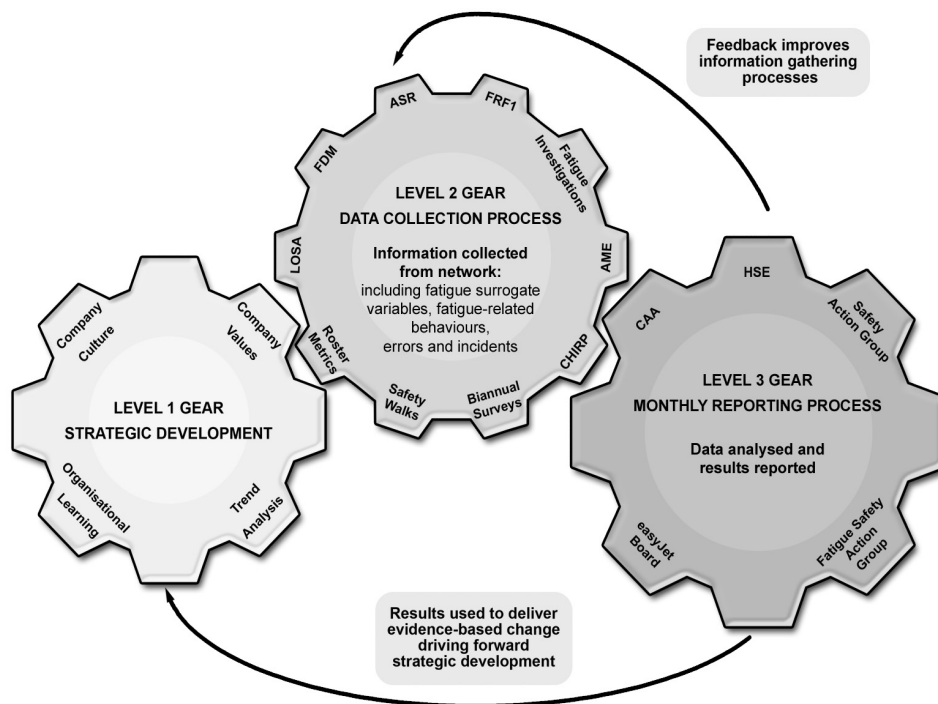 Feedback improves
information gathering
processes
ASR
FRF1
FDM
Fatigue
Investigations
LOSA
AME
Roster
Metrics
CHIRP
Safety
Walks
Biannual
Surveys
LEVEL 2 GEAR
DATA COLLECTION PROCESS
Information collected
from network:
including fatigue surrogate
variables, fatigue-related
behaviours,
errors and incidents
Company
Culture
Company
Values
LEVEL 1 GEAR
STRATEGIC DEVELOPMENT
Organisational
Learning
Trend
Analysis
HSE
CAA
Safety
Action Group
LEVEL 3 GEAR
MONTHLY REPORTING PROCESS
Data analysed and
results reported
easyJet
Board
Fatigue Safety
Action
Group
Results used to deliver
evidence-based change
driving forward
strategic development